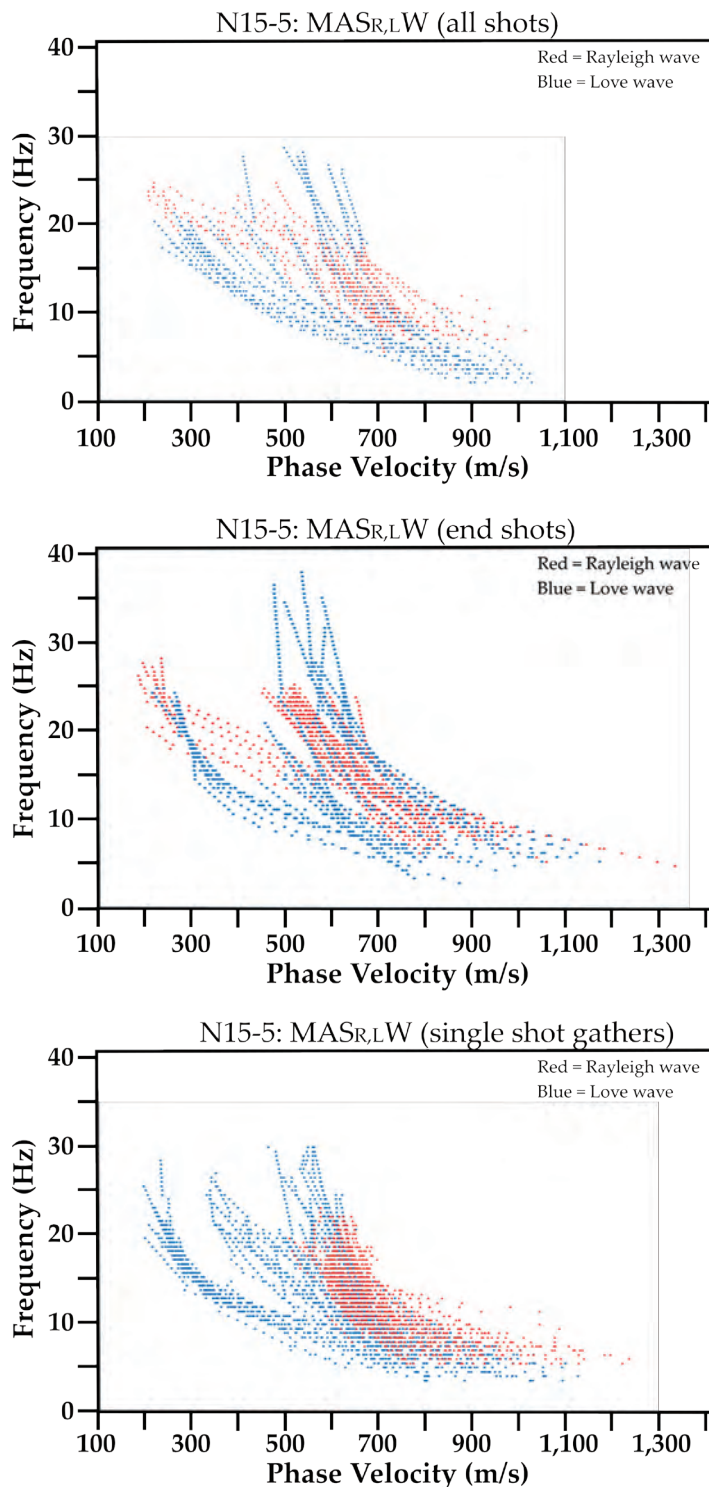 N15-5: MASR,LW (all shots)
Red = Rayleigh wave
Blue = Love wave
40
30
20
10
0
Frequency (Hz)
100 300 500 700 900 1,100 1,300
Phase Velocity (m/s)
N15-5: MASR,LW (end shots)
Red = Rayleigh wave
Blue = Love wave
40
30
20
10
0
Frequency (Hz)
100 300 500 700 900 1,100 1,300
Phase Velocity (m/s)
N15-5: MASR,LW (single shot gathers)
Red = Rayleigh wave
Blue = Love wave
40
30
20
10
0
Frequency (Hz)
100 300 500 700 900 1,100 1,300
Phase Velocity (m/s)